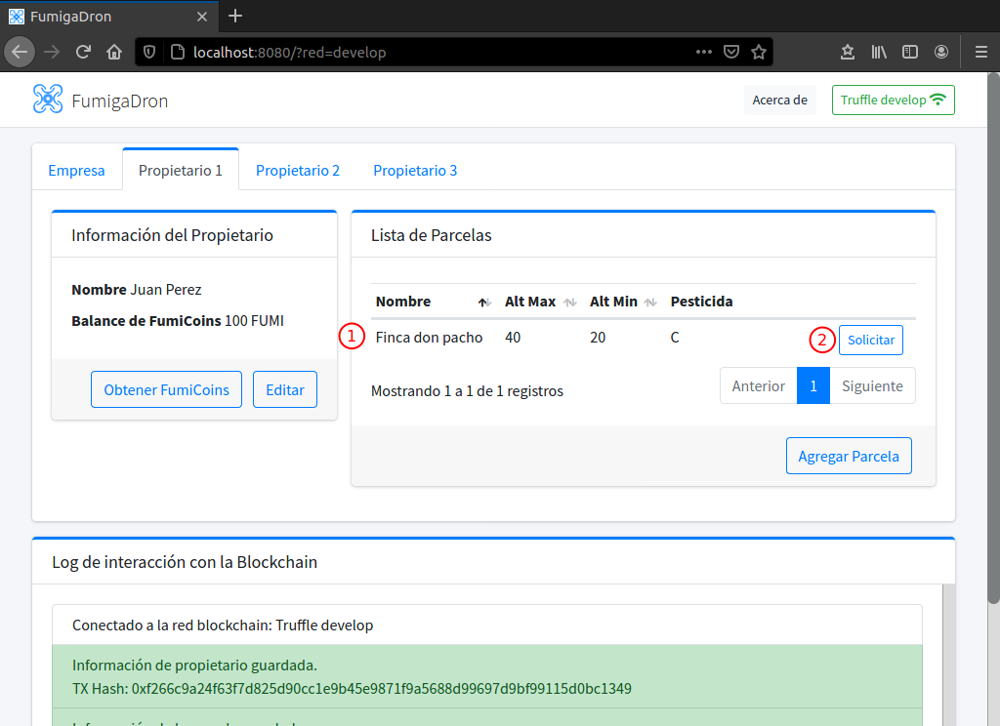 FumigaDron
localhost:8080/?red=develop
FumigaDron
Acerca de
Truffle develop
Empresa
Propietario 1
Propietario 2
Propietario 3
Información del Propietario
Nombre Juan Perez
Balance de FumiCoins 100 FUMI
Obtener FumiCoins
Editar
Lista de Parcelas
Nombre Alt Max Alt Min Pesticida
1 Finca don pacho 40 20 C 2 Solicitar
Mostrando 1 a 1 de 1 registros
Anterior 1 Siguiente
Agregar Parcela
Log de interacción con la Blockchain
Conectado a la red blockchain: Truffle develop
Información de propietario guardada.
TX Hash: 0xf266c9a24f63f7d825d90cc1e9b45e9871f9a5688d99697d9bf99115d0bc1349